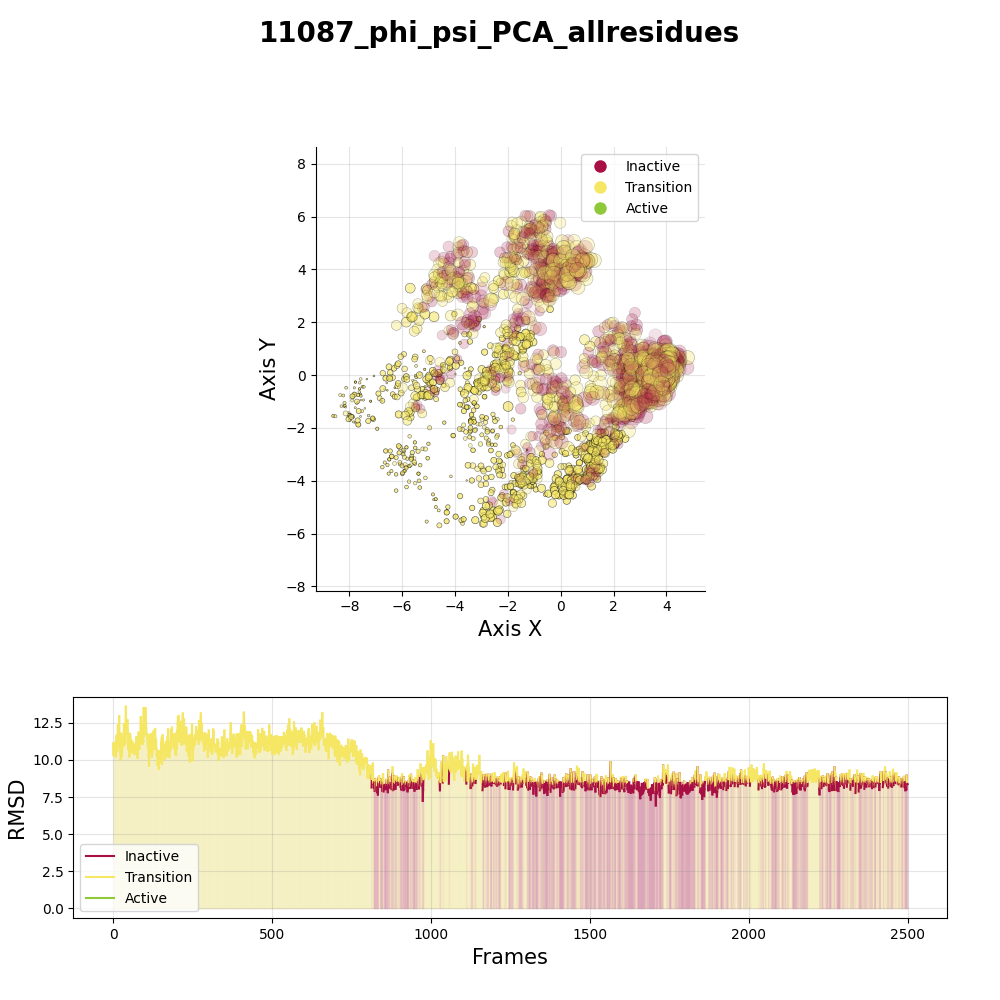 11087_phi_psi_PCA_allresidues
8
6
4
2
0
−2
−4
−6
−8
Axis Y
Inactive
Transition
Active
−8 −6 −4 −2 0 2 4
Axis X
12.5
10.0
7.5
5.0
2.5
0.0
RMSD
Inactive
Transition
Active
0 500 1000 1500 2000 2500
Frames